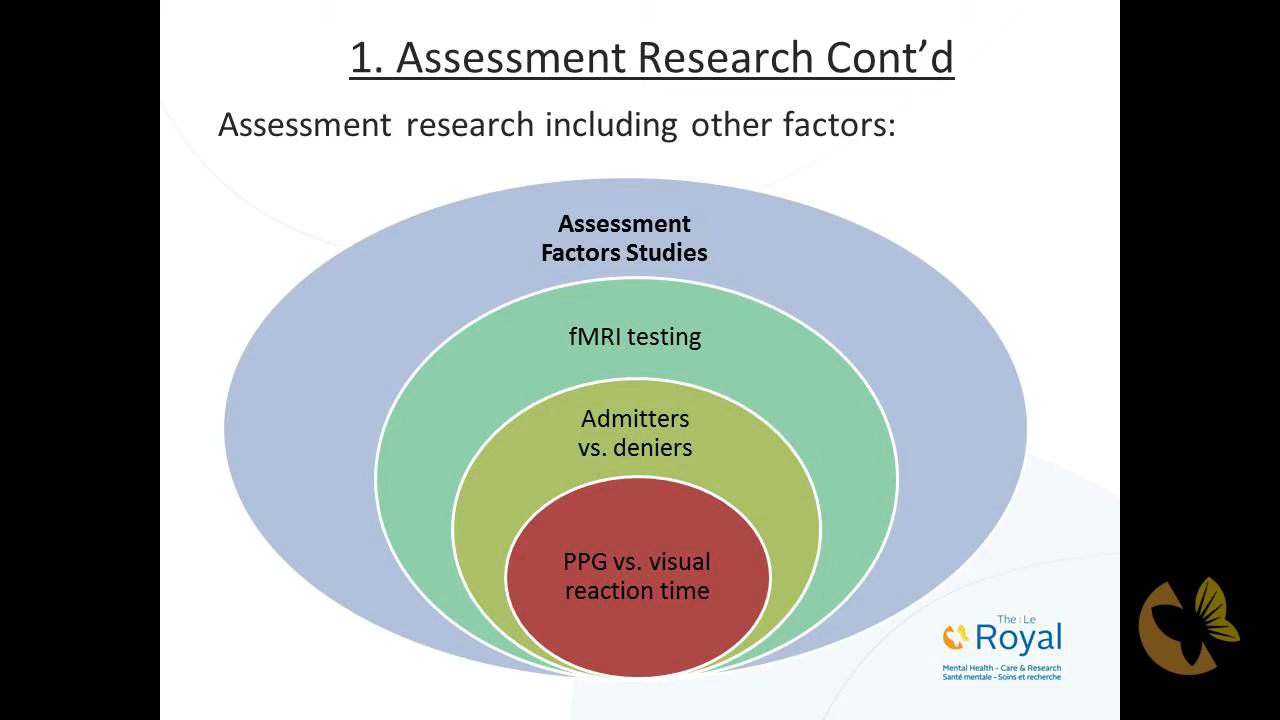 1. Assessment Research Cont’d
Assessment research including other factors:
Assessment
Factors Studies
fMRI testing
Admitters
vs. deniers
PPG vs. visual
reaction time
The | Le
Royal
Mental Health - Care & Research
Santé mentale - Soins et recherche